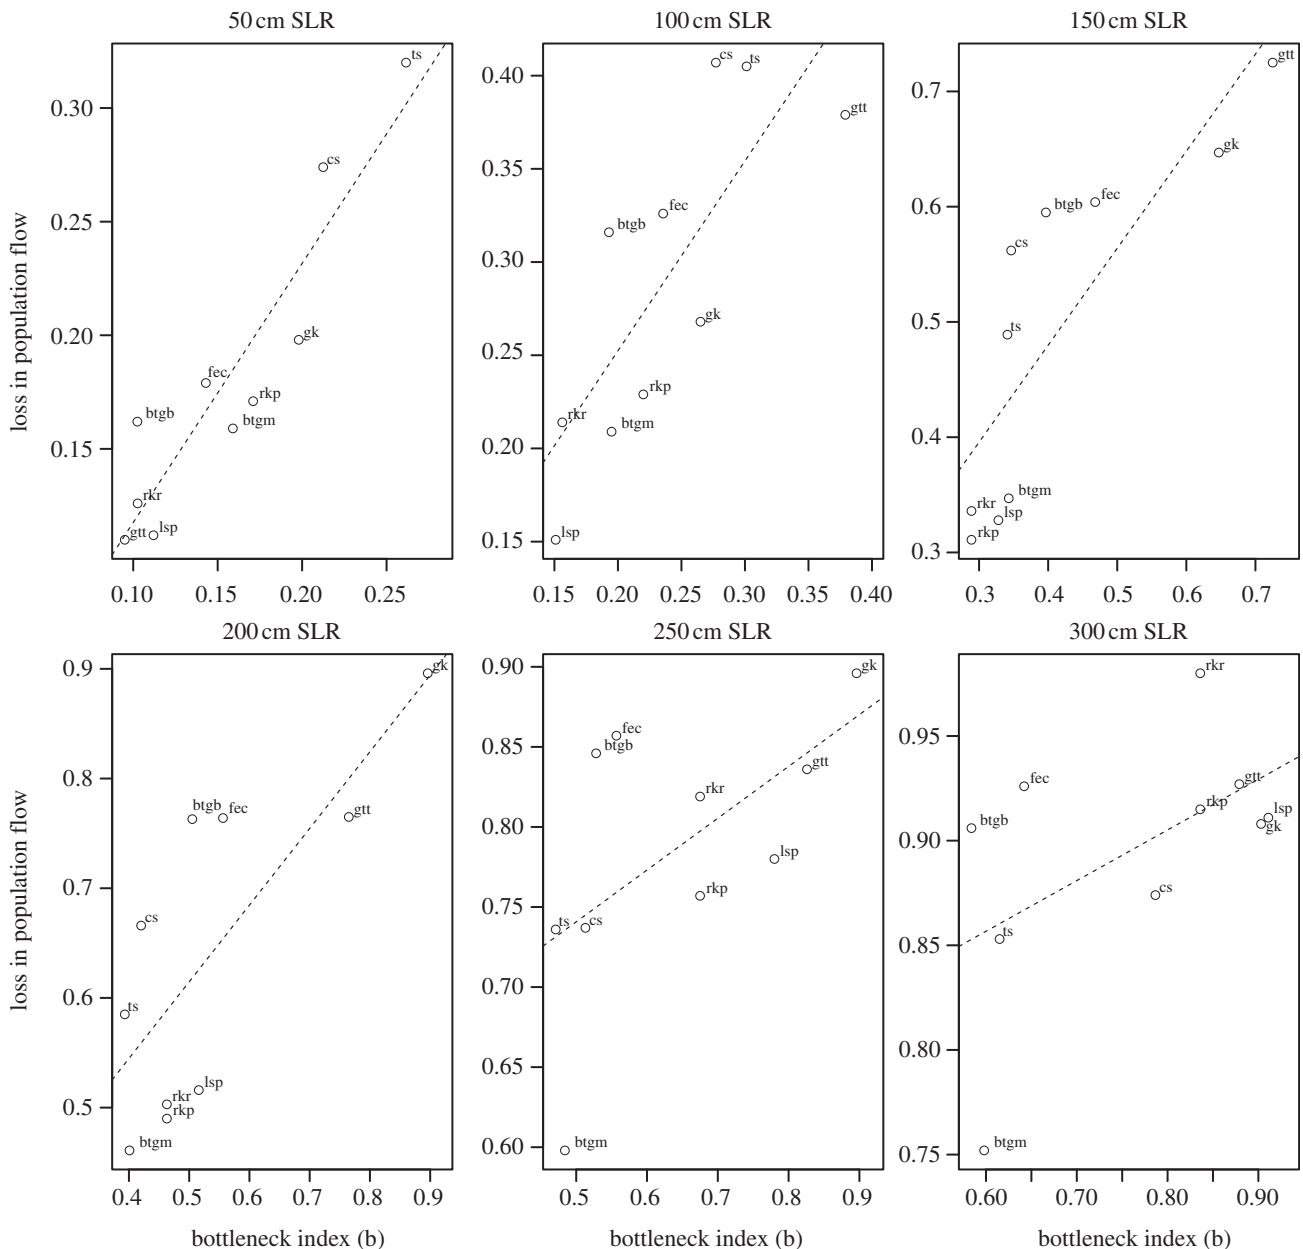 50 cm SLR
100 cm SLR
150 cm SLR
loss in population flow
0.30
0.25
0.20
0.15
ts
cs
gk
fec
rkp
btgb
btgm
rkr
gtt
lsp
0.10 0.15 0.20 0.25
0.40
0.35
0.30
0.25
0.20
0.15
cs
ts
gtt
fec
btgb
gk
rkp
rkr
btgm
lsp
0.15 0.20 0.25 0.30 0.35 0.40
0.7
0.6
0.5
0.4
0.3
gtt
gk
fec
btgb
cs
ts
btgm
rkr
lsp
rkp
0.3 0.4 0.5 0.6 0.7
200 cm SLR
250 cm SLR
300 cm SLR
loss in population flow
0.9
0.8
0.7
0.6
0.5
gk
btgb
fec
gtt
cs
ts
lsp
rkr
rkp
btgm
0.4 0.5 0.6 0.7 0.8 0.9
bottleneck index (b)
0.90
0.85
0.80
0.75
0.70
0.65
0.60
gk
fec
btgb
gtt
rkr
lsp
rkp
ts
cs
btgm
0.5 0.6 0.7 0.8 0.9
bottleneck index (b)
0.95
0.90
0.85
0.80
0.75
rkr
fec
gtt
rkp
lsp
gk
btgb
cs
ts
btgm
0.60 0.70 0.80 0.90
bottleneck index (b)